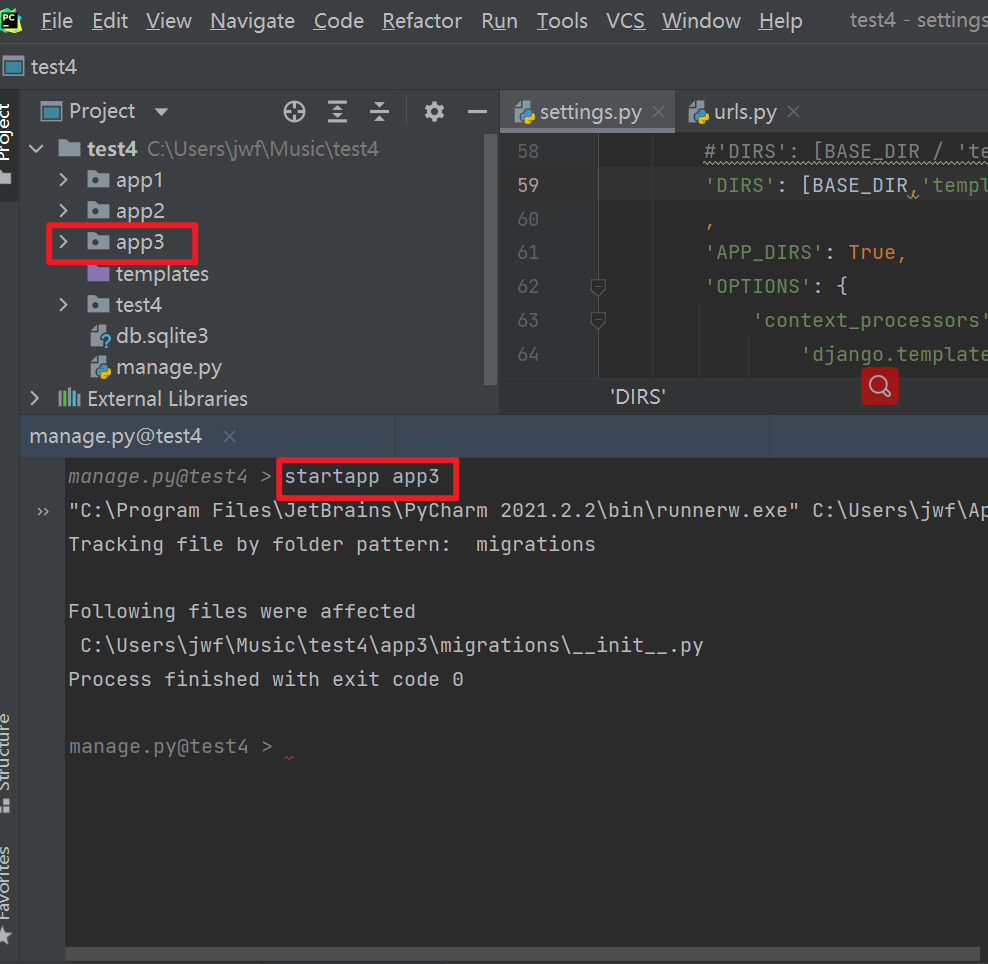 PC File Edit View Navigate Code Refactor Run Tools VCS Window Help test4 - settings
test4
Project
Project
settings.py
urls.py
test4 C:\Users\jwf\Music\test4
app1
app2
app3
templates
test4
db.sqlite3
manage.py
External Libraries
58 #'DIRS': [BASE_DIR / 'te
59 'DIRS': [BASE_DIR,'templ
60 ,
61 'APP_DIRS': True,
62 'OPTIONS': {
63 'context_processors'
64 'django.template
'DIRS'
manage.py@test4
manage.py@test4 > startapp app3
"C:\Program Files\JetBrains\PyCharm 2021.2.2\bin\runnerw.exe" C:\Users\jwf\Ap
Tracking file by folder pattern:  migrations
Following files were affected
C:\Users\jwf\Music\test4\app3\migrations\__init__.py
Process finished with exit code 0
manage.py@test4 >
Structure
Favorites